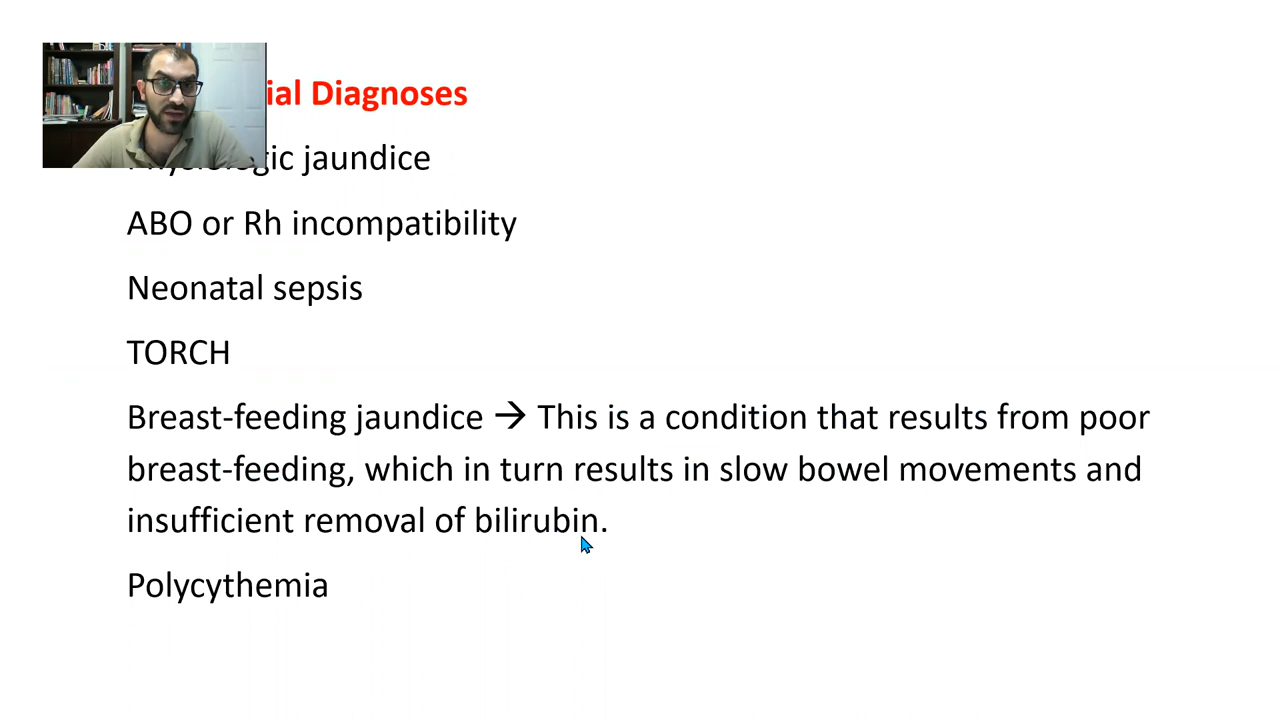 ial Diagnoses
Physiologic jaundice
ABO or Rh incompatibility
Neonatal sepsis
TORCH
Breast-feeding jaundice → This is a condition that results from poor
breast-feeding, which in turn results in slow bowel movements and
insufficient removal of bilirubin.
Polycythemia